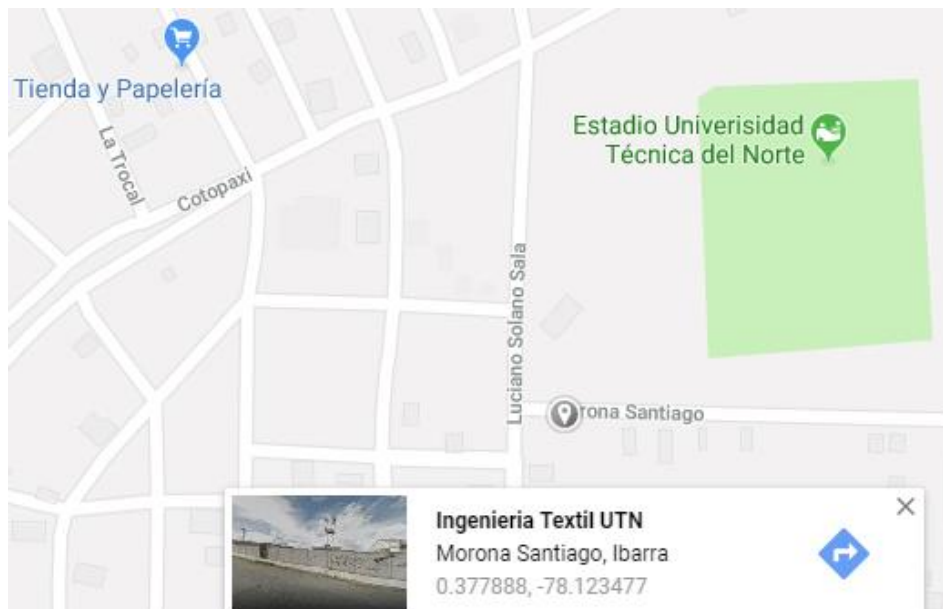 Tienda y Papelería
La Trocal
Cotopaxi
Estadio Univerisidad
Técnica del Norte
Luciano Solano Sala
rona Santiago
Ingenieria Textil UTN
Morona Santiago, Ibarra
0.377888, -78.123477